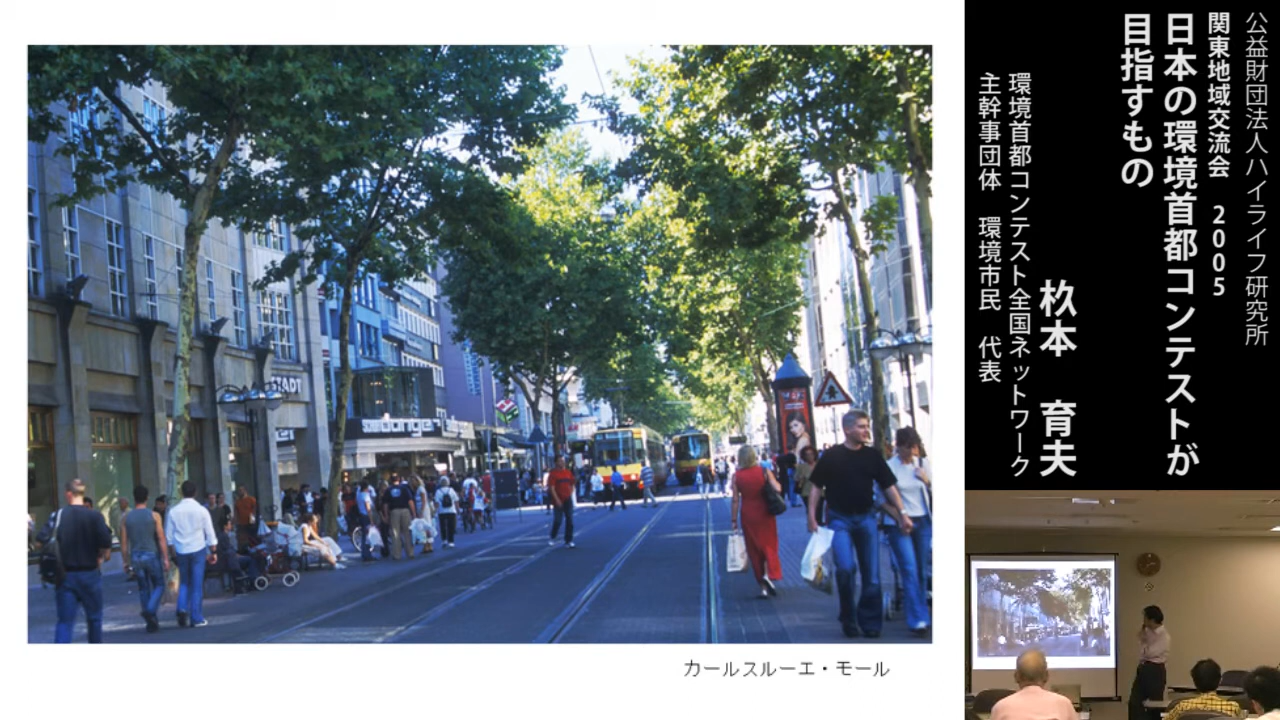 公益財団法人ハイライフ研究所
関東地域交流会 2005
日本の環境首都コンテストが
目指すもの
杦本 育夫
環境首都コンテスト全国ネットワーク
主幹事団体 環境市民 代表
STADT
カールスルーエ・モール